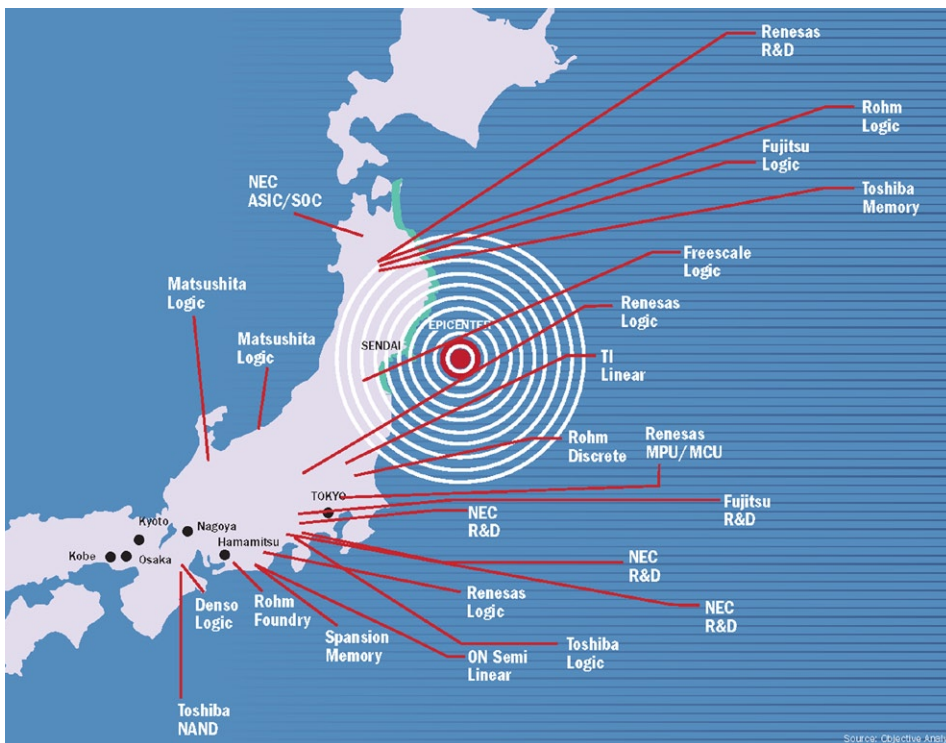 Renesas
R&D
Rohm
Logic
Fujitsu
Logic
NEC
ASIC/SOC
Toshiba
Memory
Freescale
Logic
Matsushita
Logic
Renesas
Logic
EPICENTER
Matsushita
Logic
SENDAI
TI
Linear
Rohm
Discrete
Renesas
MPU/MCU
TOKYO
Fujitsu
R&D
NEC
R&D
Kyoto
Nagoya
Hamamitsu
Kobe
Osaka
NEC
R&D
Denso
Logic
Rohm
Foundry
Renesas
Logic
NEC
R&D
Spansion
Memory
ON Semi
Linear
Toshiba
Logic
Toshiba
NAND
Source: Objective